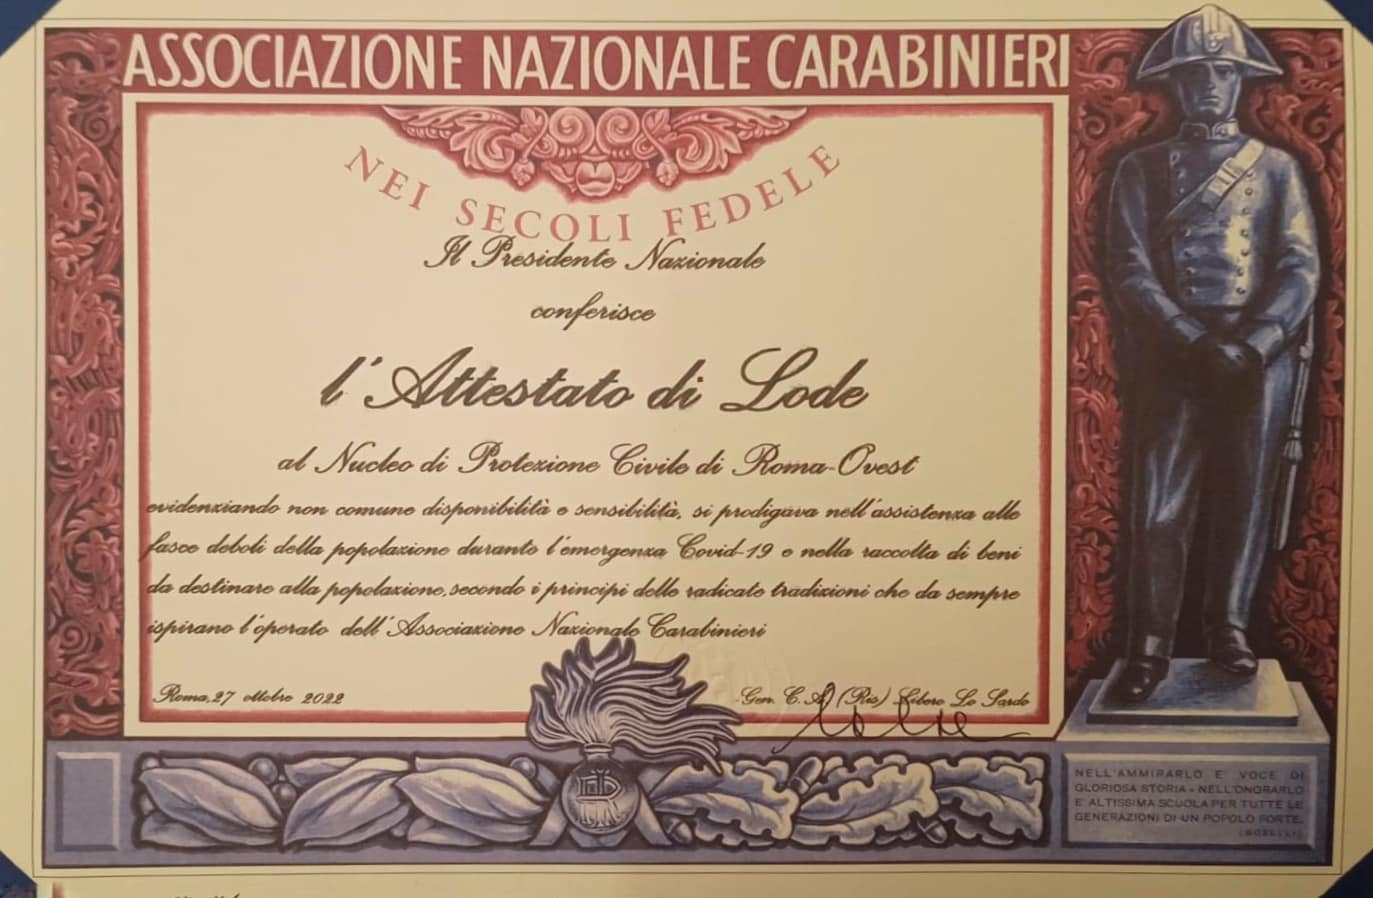 ASSOCIAZIONE NAZIONALE CARABINIERI
NEI SECOLI FEDELE
Il Presidente Nazionale
conferisce
l'Attestato di Lode
al Nucleo di Protezione Civile di Roma-Ovest
evidenziando non comune disponibilità e sensibilità, si prodigava nell'assistenza alle
fasce deboli della popolazione durante l'emergenza Covid-19 e nella raccolta di beni
da destinare alla popolazione, secondo i principi delle radicate tradizioni che da sempre
ispirano l'operato dell'Associazione Nazionale Carabinieri
Roma, 27 ottobre 2022
Gen. C.A. (Ris) Libero Lo Sardo
NELL'AMMIRARLO E' VOCE DI
GLORIOSA STORIA - NELL'ONORARLO
E' ALTISSIMA SCUOLA PER TUTTE LE
GENERAZIONI DI UN POPOLO FORTE.
(BOSELLI)